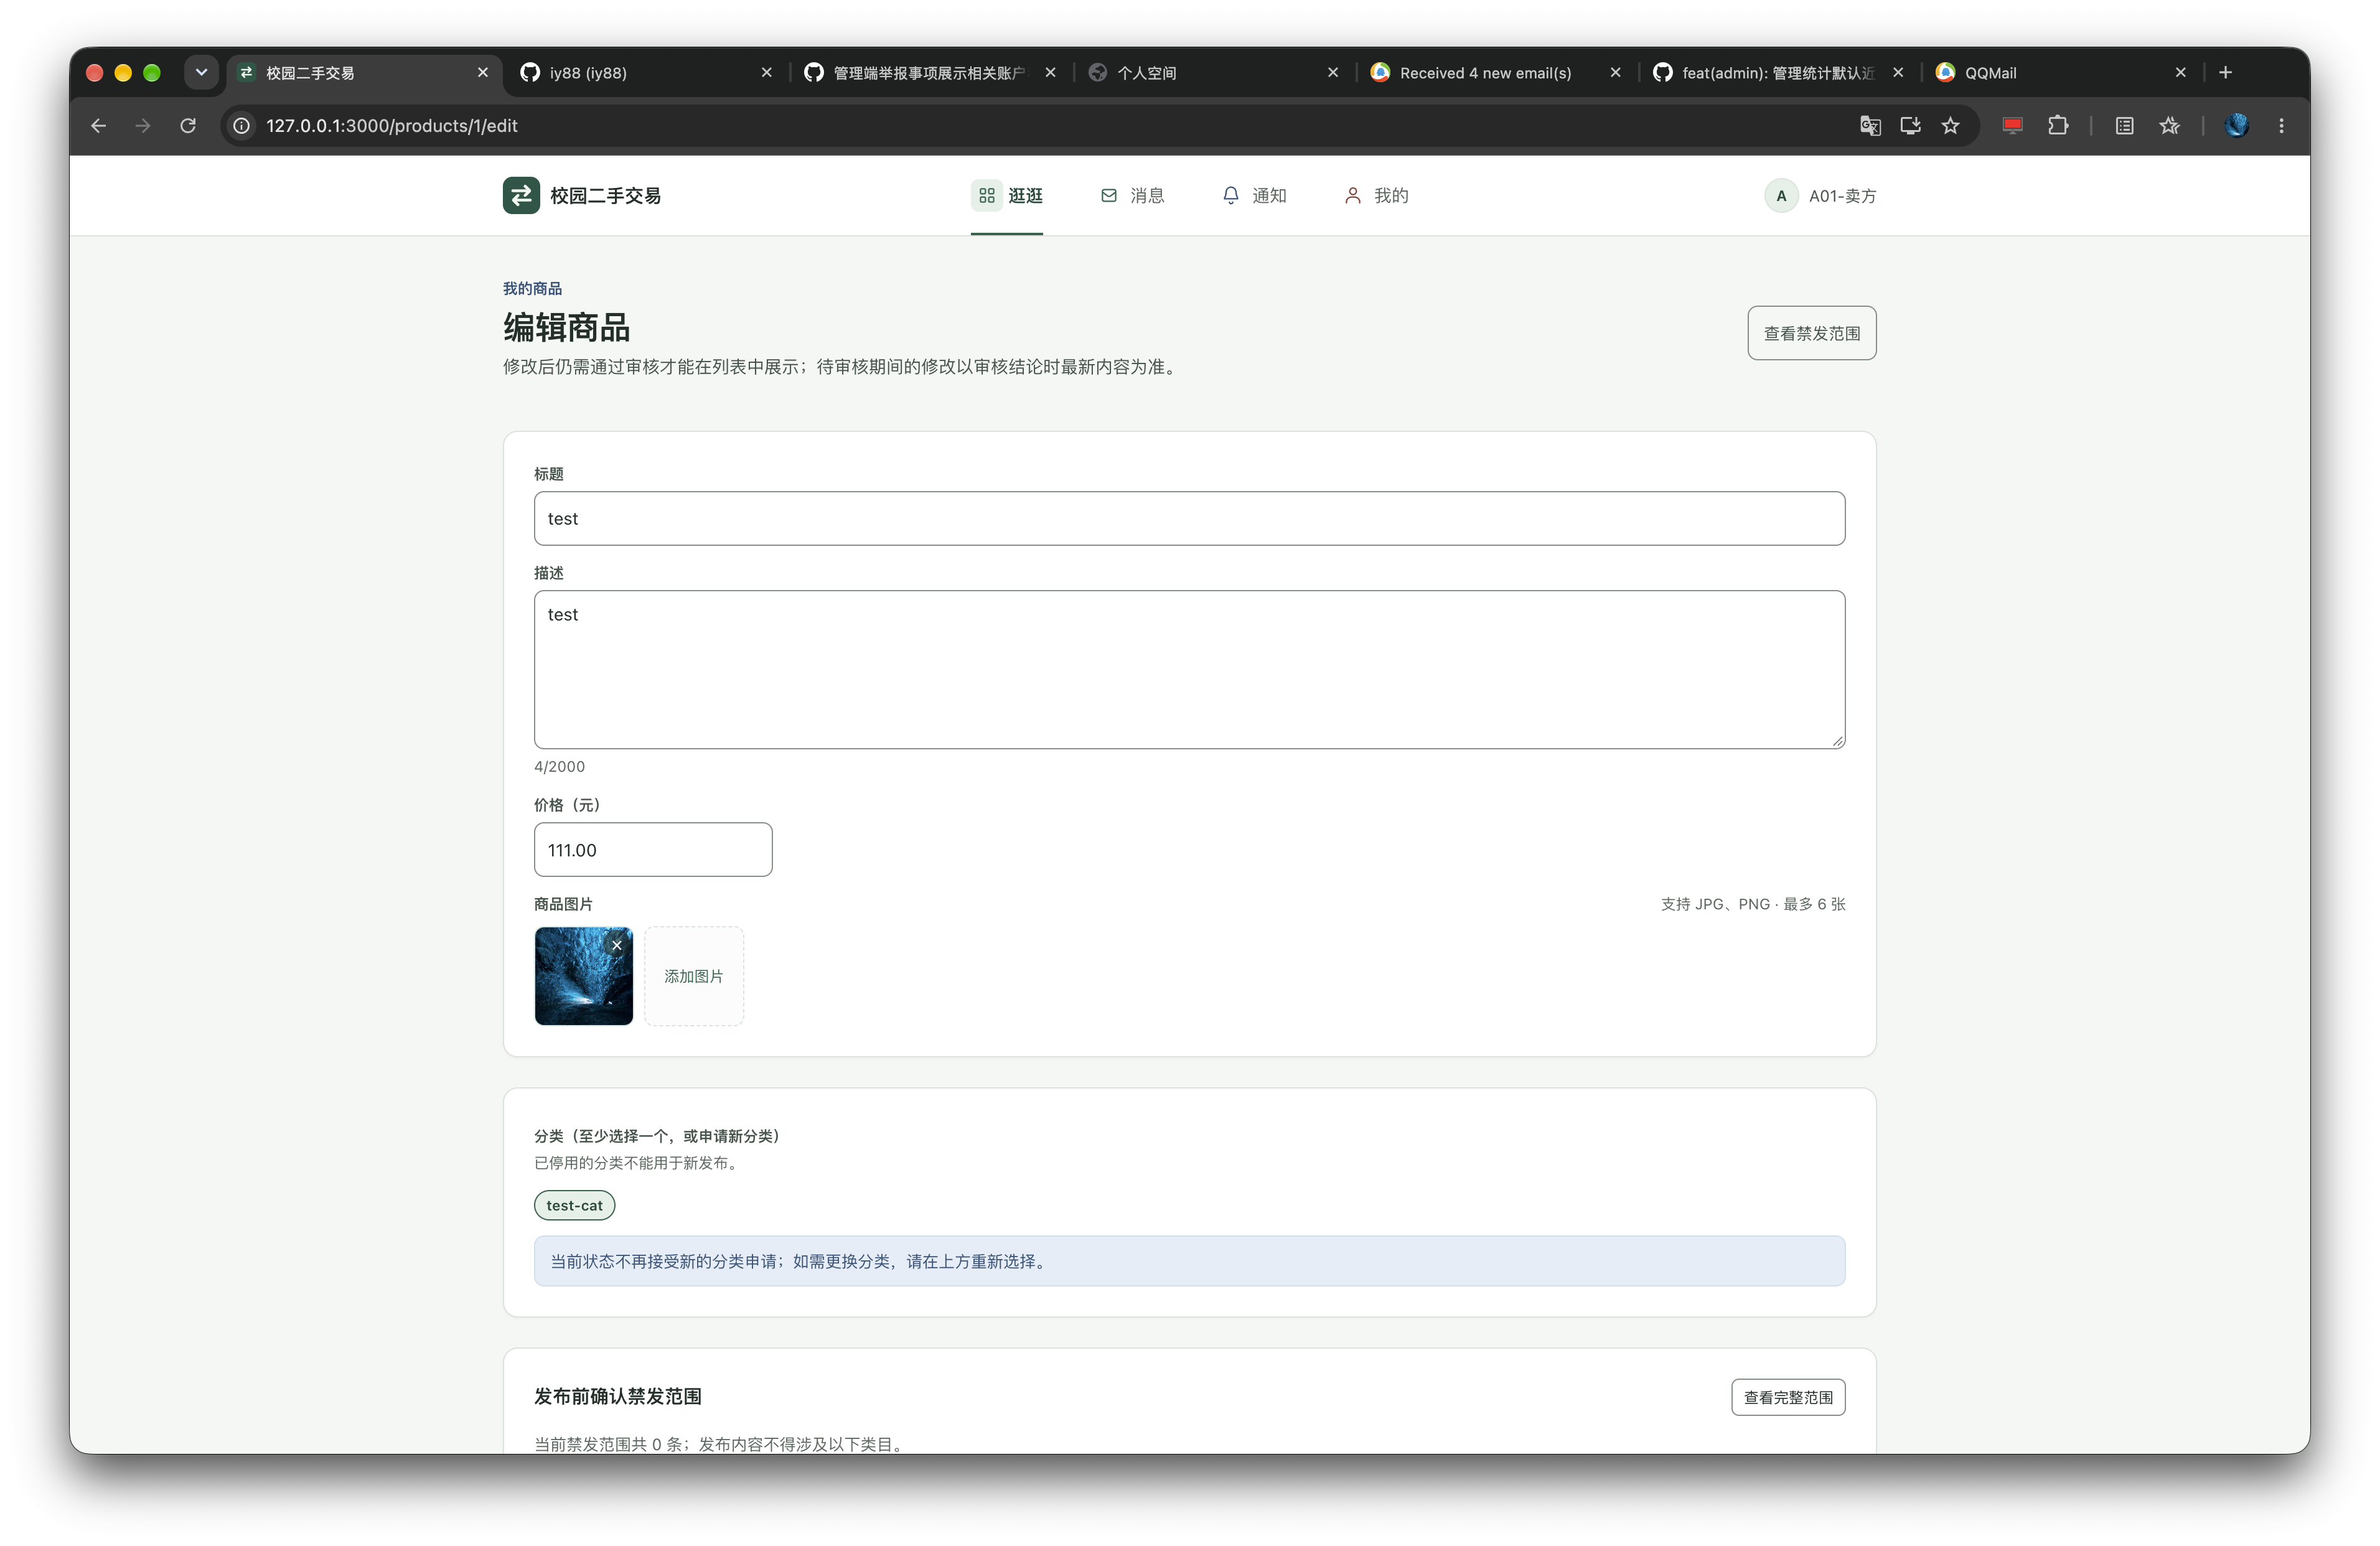 校园二手交易
iy88 (iy88)
管理端举报事项展示相关账户
个人空间
Received 4 new email(s)
feat(admin): 管理统计默认近
QQMail
127.0.0.1:3000/products/1/edit
校园二手交易
逛逛
消息
通知
我的
A
A01-卖方
我的商品
编辑商品
查看禁发范围
修改后仍需通过审核才能在列表中展示；待审核期间的修改以审核结论时最新内容为准。
标题
test
描述
test
4/2000
价格（元）
111.00
商品图片
支持 JPG、PNG · 最多 6 张
添加图片
分类（至少选择一个，或申请新分类）
已停用的分类不能用于新发布。
test-cat
当前状态不再接受新的分类申请；如需更换分类，请在上方重新选择。
发布前确认禁发范围
查看完整范围
当前禁发范围共 0 条；发布内容不得涉及以下类目。